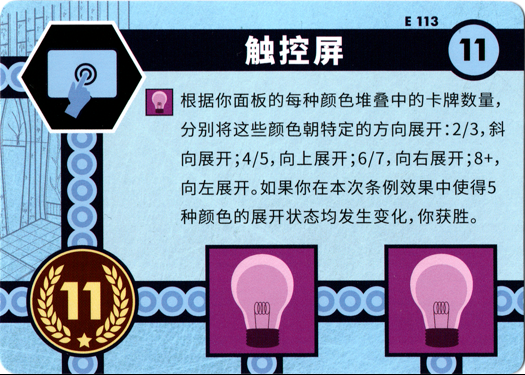 E 113
触控屏
11
根据你面板的每种颜色堆叠中的卡牌数量，
分别将这些颜色朝特定的方向展开：2/3，斜
向展开；4/5，向上展开；6/7，向右展开；8+，
向左展开。如果你在本次条例效果中使得5
种颜色的展开状态均发生变化，你获胜。
11